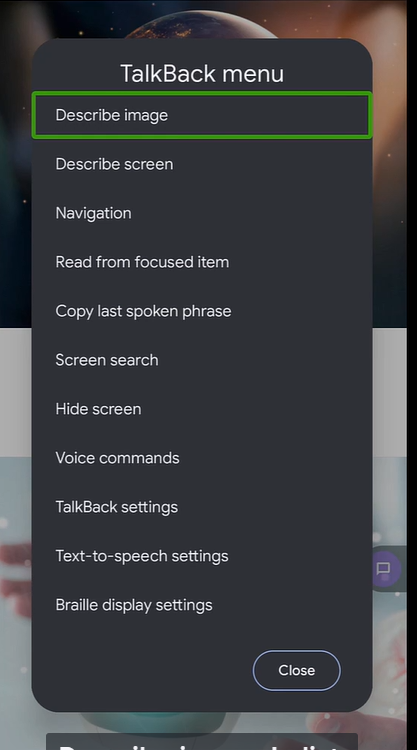 TalkBack menu
Describe image
Describe screen
Navigation
Read from focused item
Copy last spoken phrase
Screen search
Hide screen
Voice commands
TalkBack settings
Text-to-speech settings
Braille display settings
Close